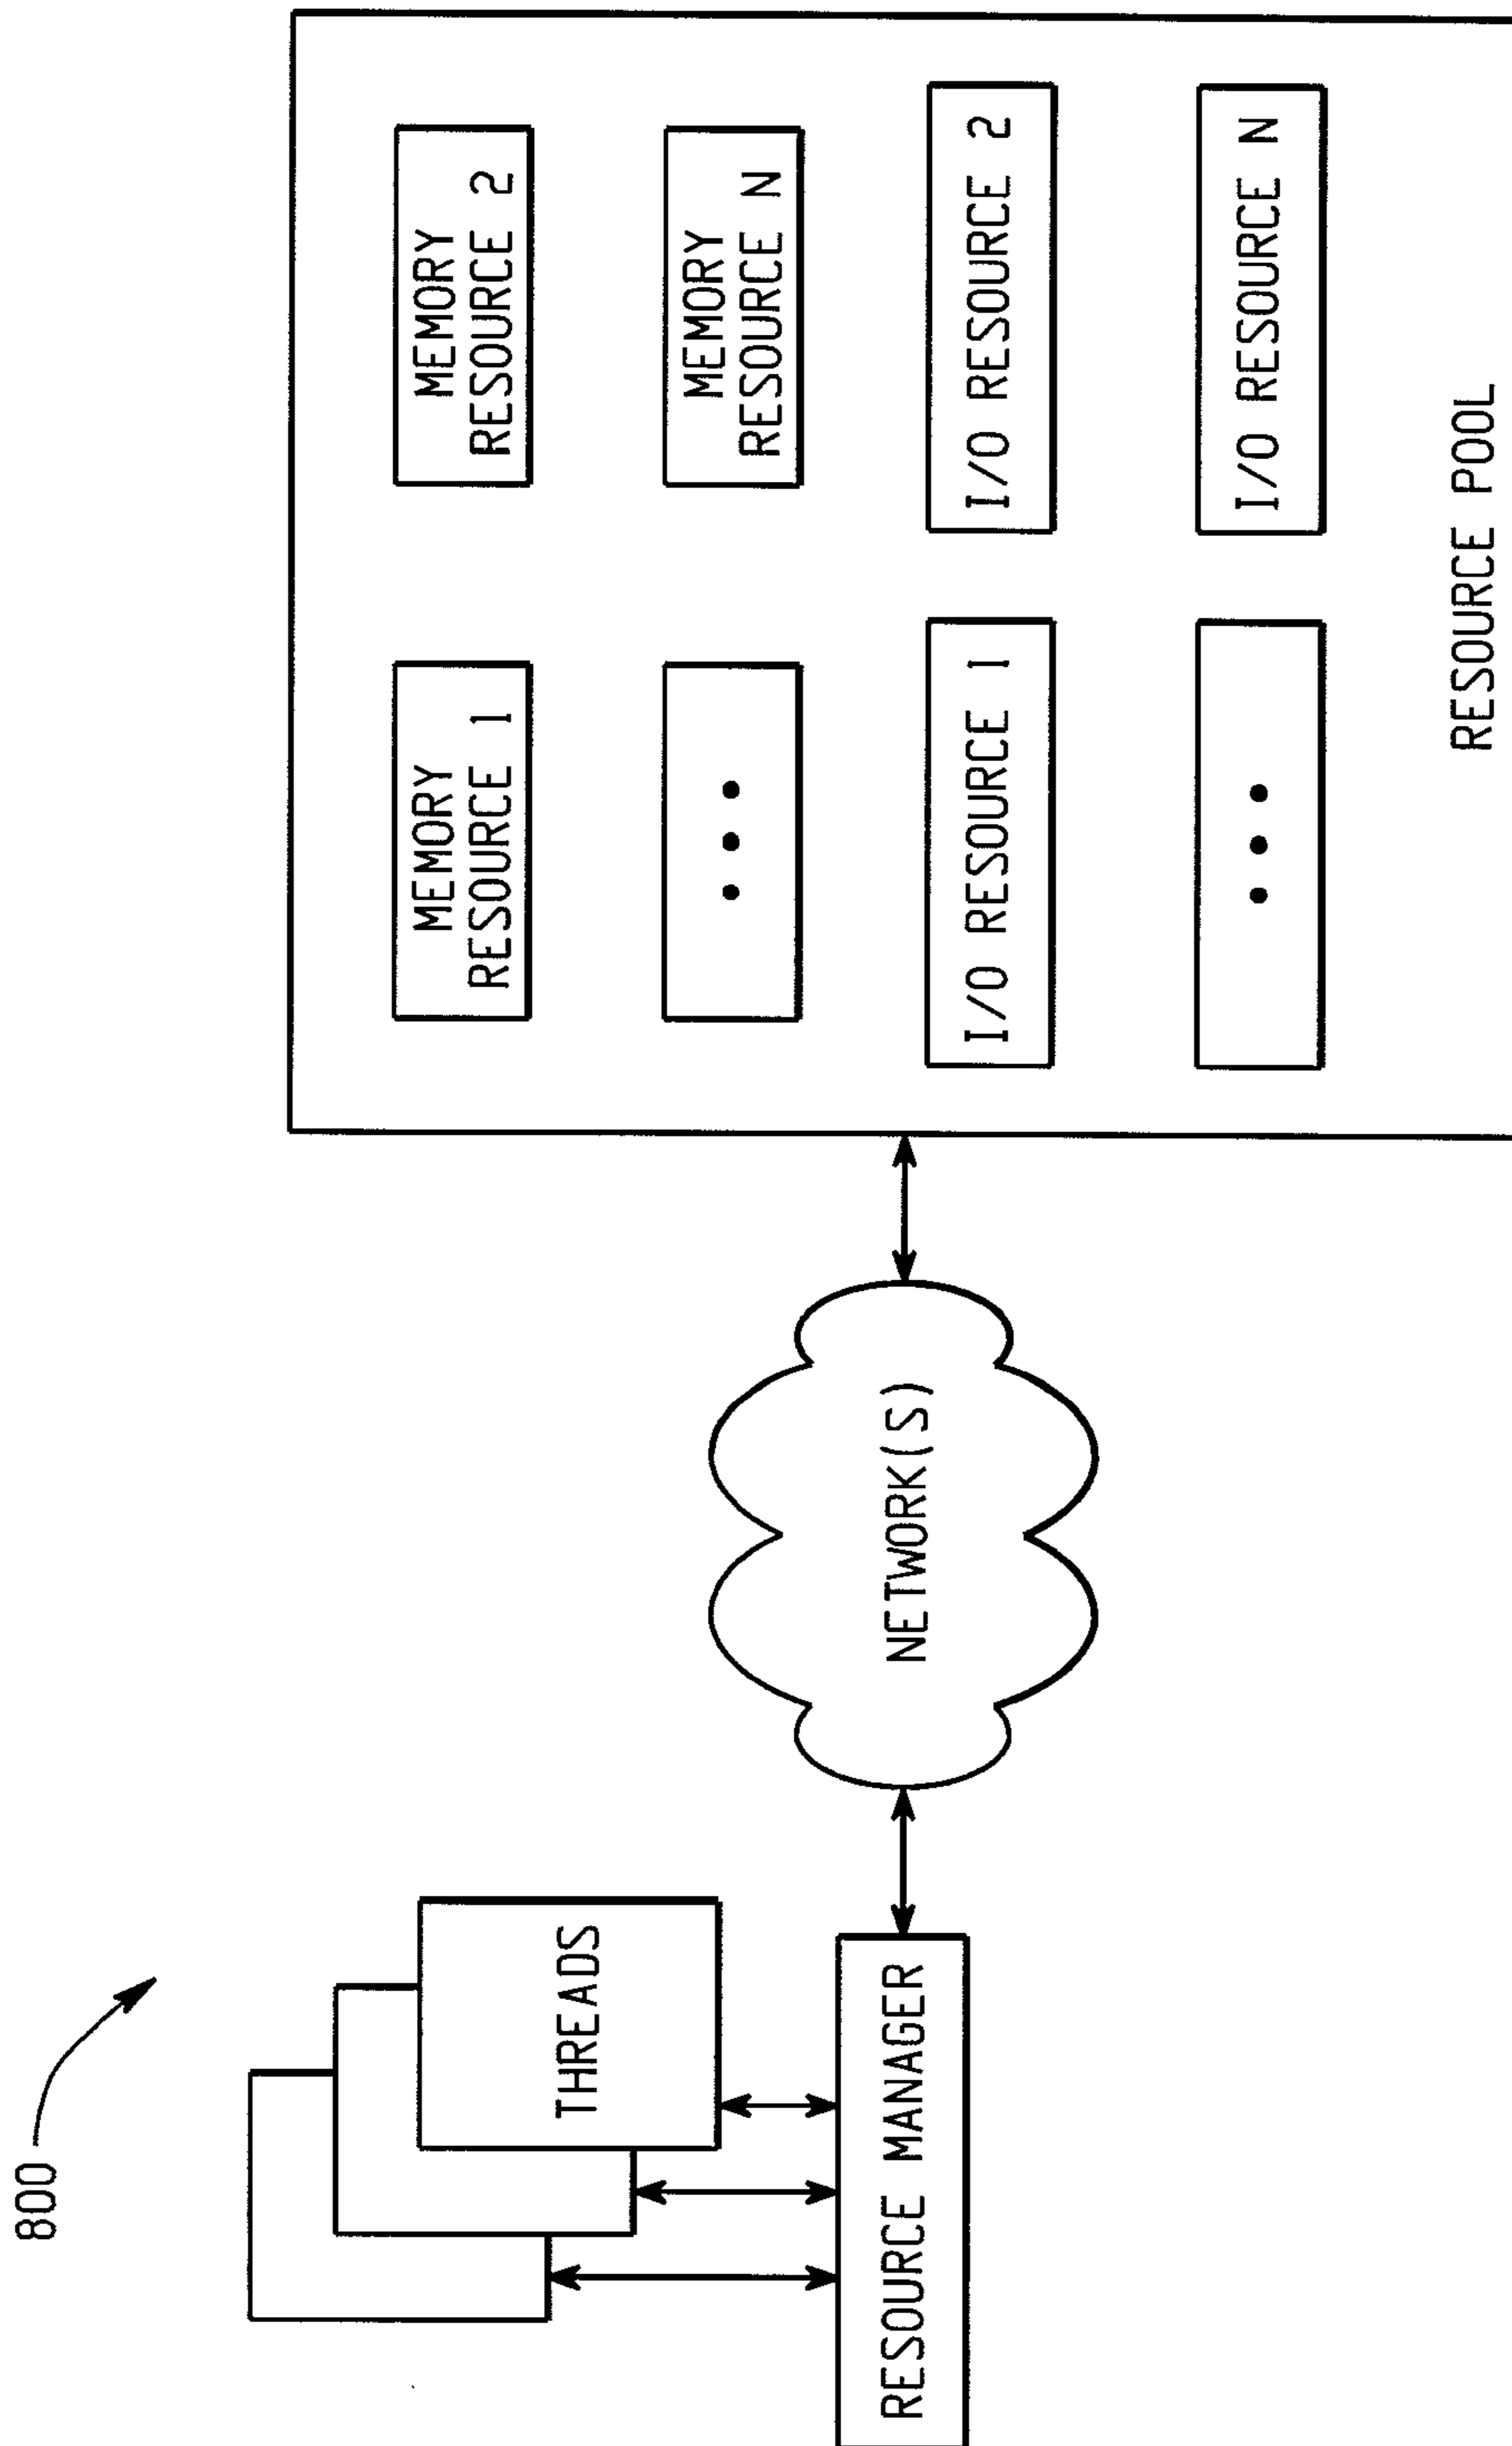 800
THREADS
RESOURCE MANAGER
NETWORK(S)
MEMORY
RESOURCE 1
MEMORY
RESOURCE 2
• • •
MEMORY
RESOURCE N
I/O RESOURCE 1
I/O RESOURCE 2
• • •
I/O RESOURCE N
RESOURCE POOL